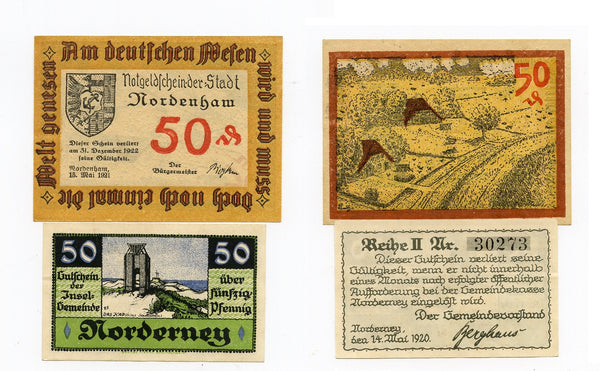 Am deutschen Wesen
wird und muss
doch noch einmal die
Welt genesen
Notgeldschein der Stadt
Nordenham
50 ₰
Dieser Schein verliert
am 31. Dezember 1922
seine Gültigkeit.
Nordenham,
15. Mai 1921
Der
Bürgermeister
50 ₰
50
50
Gutschein
der Insel-
Gemeinde
über
fünfzig
Pfennig
Norderney
Reihe II Nr. 30273
Dieser Gutschein verliert seine
Gültigkeit, wenn er nicht innerhalb
eines Monats nach erfolgter öffentlicher
Aufforderung bei der Gemeindekasse
Norderney eingelöst wird.
Der Gemeindevorstand
Norderney,
den 14. Mai 1920.
Berghaus